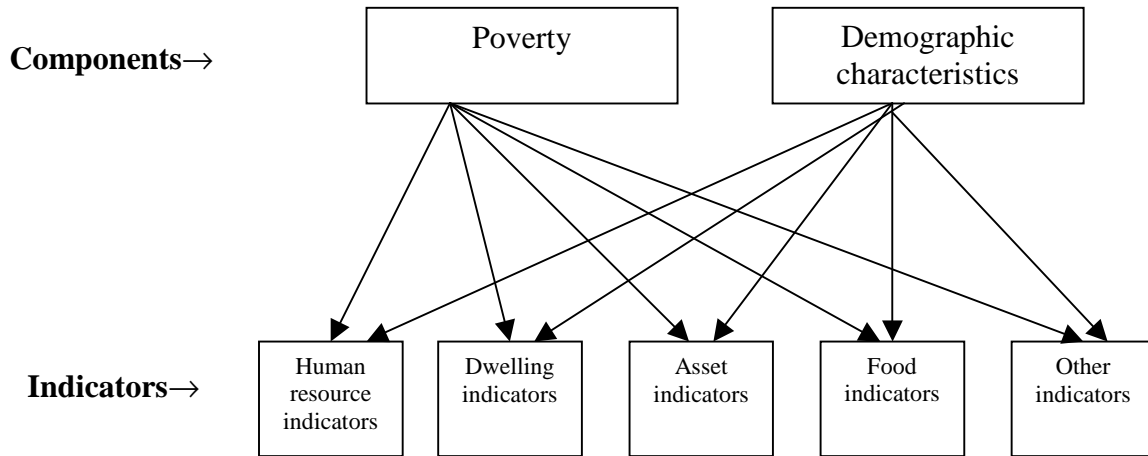 Components→
Poverty
Demographic
characteristics
Indicators→
Human
resource
indicators
Dwelling
indicators
Asset
indicators
Food
indicators
Other
indicators